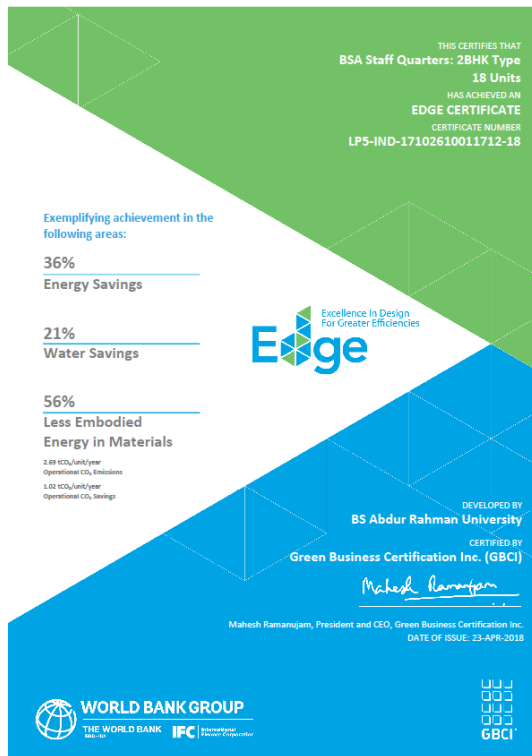 THIS CERTIFIES THAT
BSA Staff Quarters: 2BHK Type
18 Units
HAS ACHIEVED AN
EDGE CERTIFICATE
CERTIFICATE NUMBER
LP5-IND-17102610011712-18
Exemplifying achievement in the
following areas:
36%
Energy Savings
21%
Water Savings
56%
Less Embodied
Energy in Materials
2.69 tCO₂/unit/year
Operational CO₂ Emissions
1.02 tCO₂/unit/year
Operational CO₂ Savings
Edge
Excellence In Design
For Greater Efficiencies
DEVELOPED BY
BS Abdur Rahman University
CERTIFIED BY
Green Business Certification Inc. (GBCI)
Mahesh Ramanujam
Mahesh Ramanujam, President and CEO, Green Business Certification Inc.
DATE OF ISSUE: 23-APR-2018
WORLD BANK GROUP
THE WORLD BANK
IBRD • IDA
IFC
International
Finance Corporation
GBCI